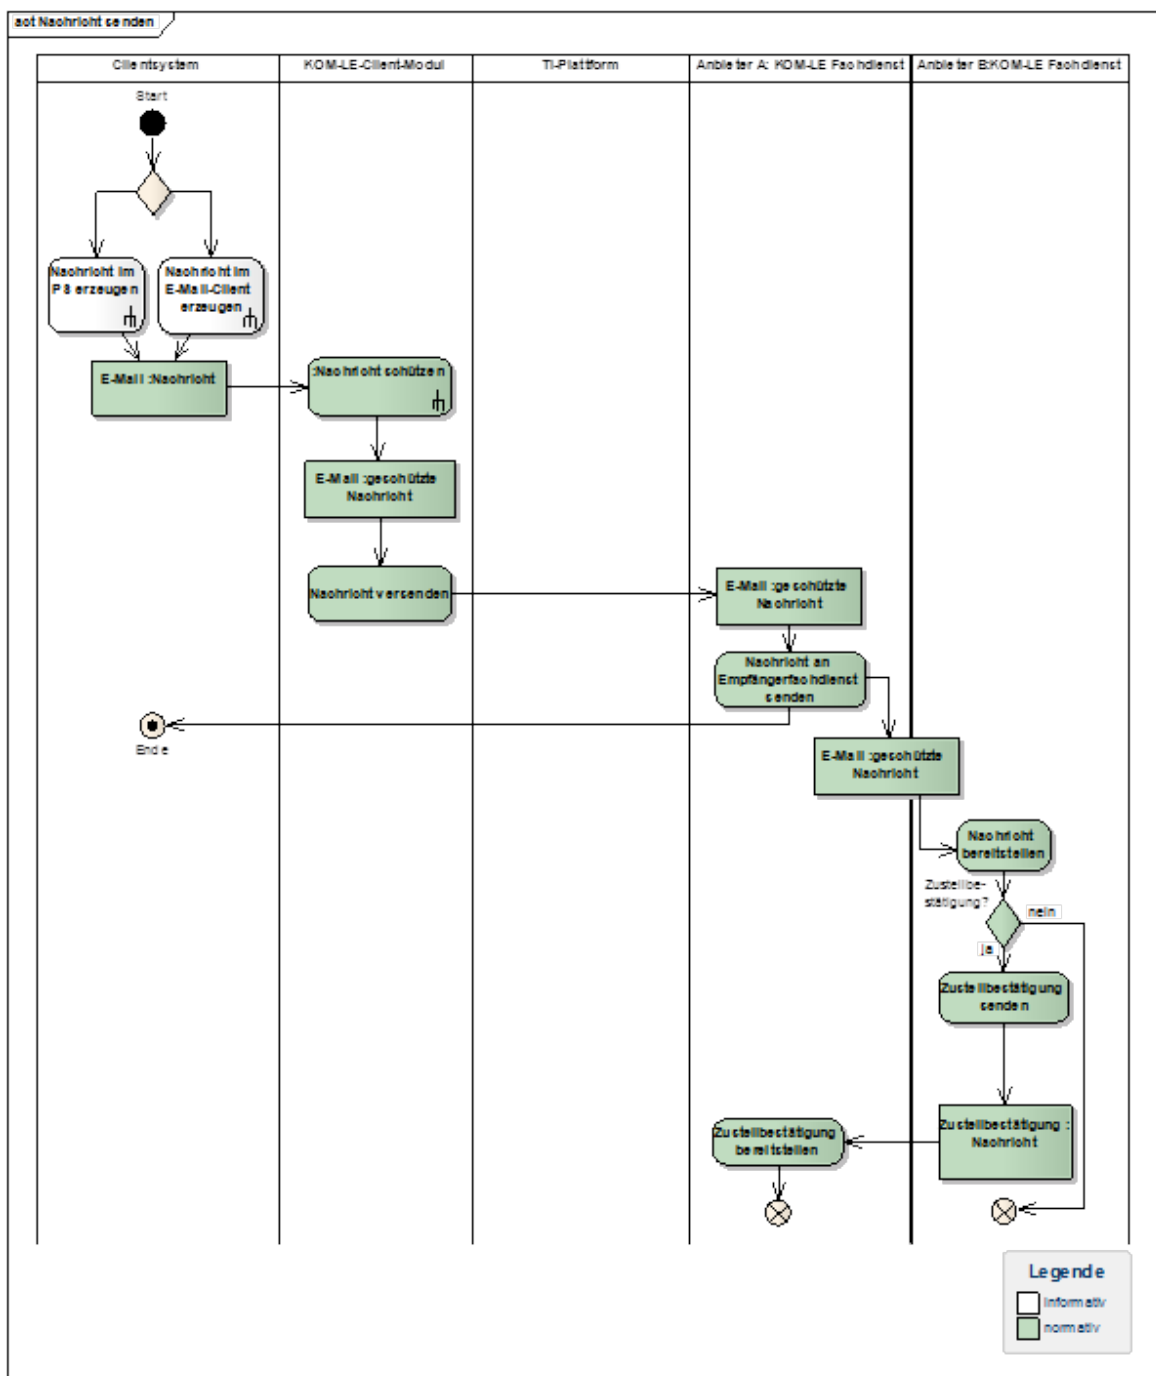 act Nachricht senden
Clientsystem
KOM-LE-Client-Modul
TI-Plattform
Anbieter A: KOM-LE Fachdienst
Anbieter B:KOM-LE Fachdienst
Start
Nachricht im
PS erzeugen
Nachricht im
E-Mail-Client
erzeugen
E-Mail :Nachricht
:Nachricht schützen
E-Mail :geschützte
Nachricht
Nachricht versenden
E-Mail :geschützte
Nachricht
Nachricht an
Empfängerfachdienst
senden
Ende
E-Mail :geschützte
Nachricht
Nachricht
bereitstellen
Zustellbe-
stätigung?
nein
ja
Zustellbestätigung
senden
Zustellbestätigung :
Nachricht
Zustellbestätigung
bereitstellen
Legende
informativ
normativ